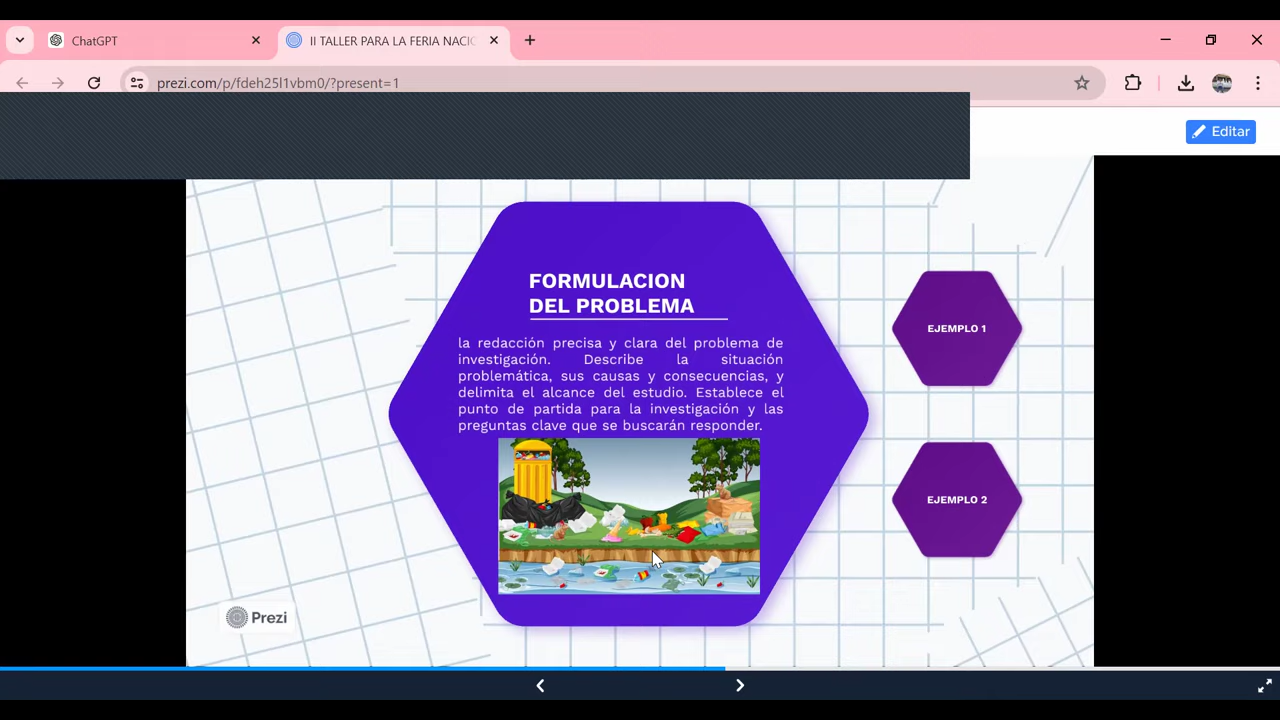 ChatGPT
II TALLER PARA LA FERIA NACIO
prezi.com/p/fdeh25l1vbm0/?present=1
Editar
FORMULACION
DEL PROBLEMA
la redacción precisa y clara del problema de
investigación. Describe la situación
problemática, sus causas y consecuencias, y
delimita el alcance del estudio. Establece el
punto de partida para la investigación y las
preguntas clave que se buscarán responder.
EJEMPLO 1
EJEMPLO 2
Prezi